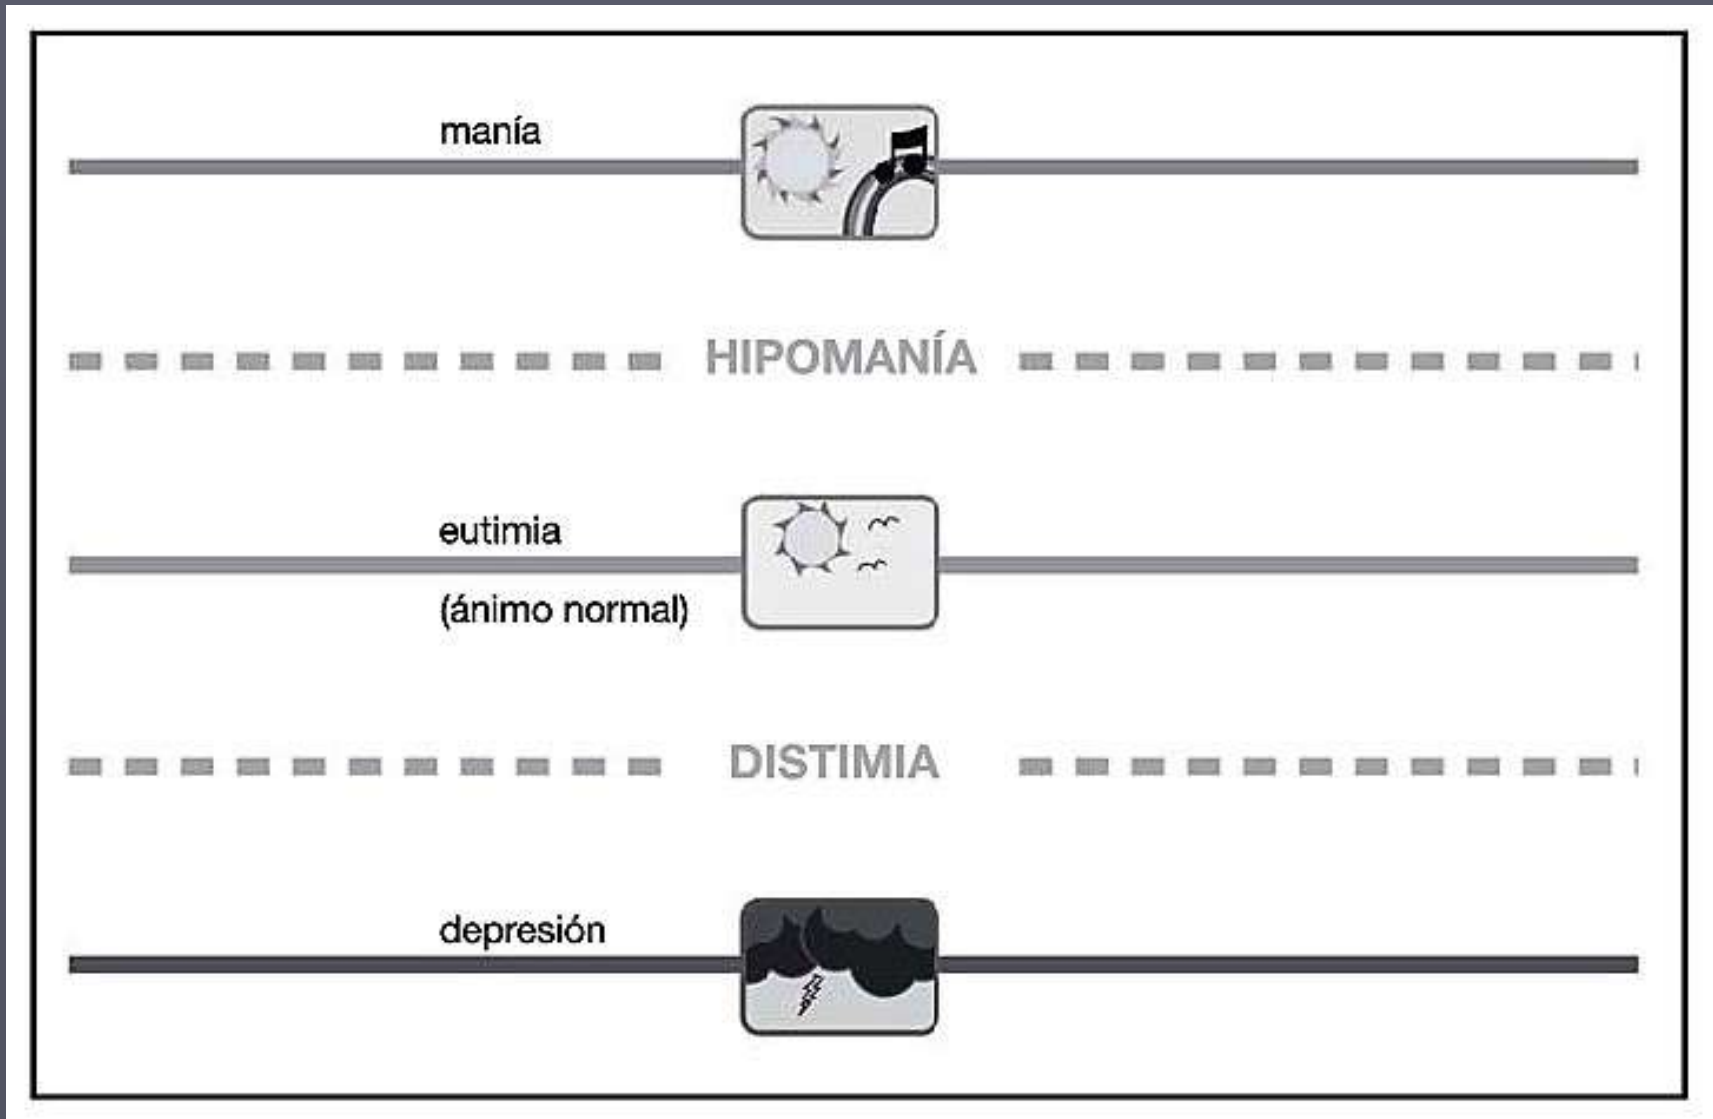 manía
HIPOMANÍA
eutimia
(ánimo normal)
DISTIMIA
depresión